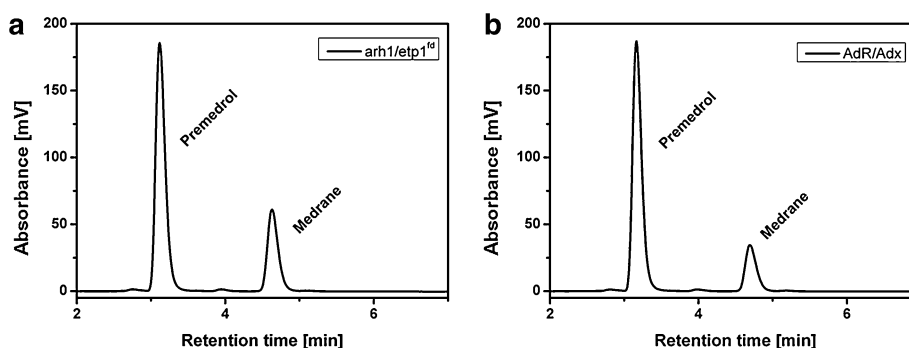 a
200
150
100
50
0
Absorbance [mV]
arh1/etp1fd
Premedrol
Medrane
2
4
6
Retention time [min]
b
200
150
100
50
0
Absorbance [mV]
AdR/Adx
Premedrol
Medrane
2
4
6
Retention time [min]